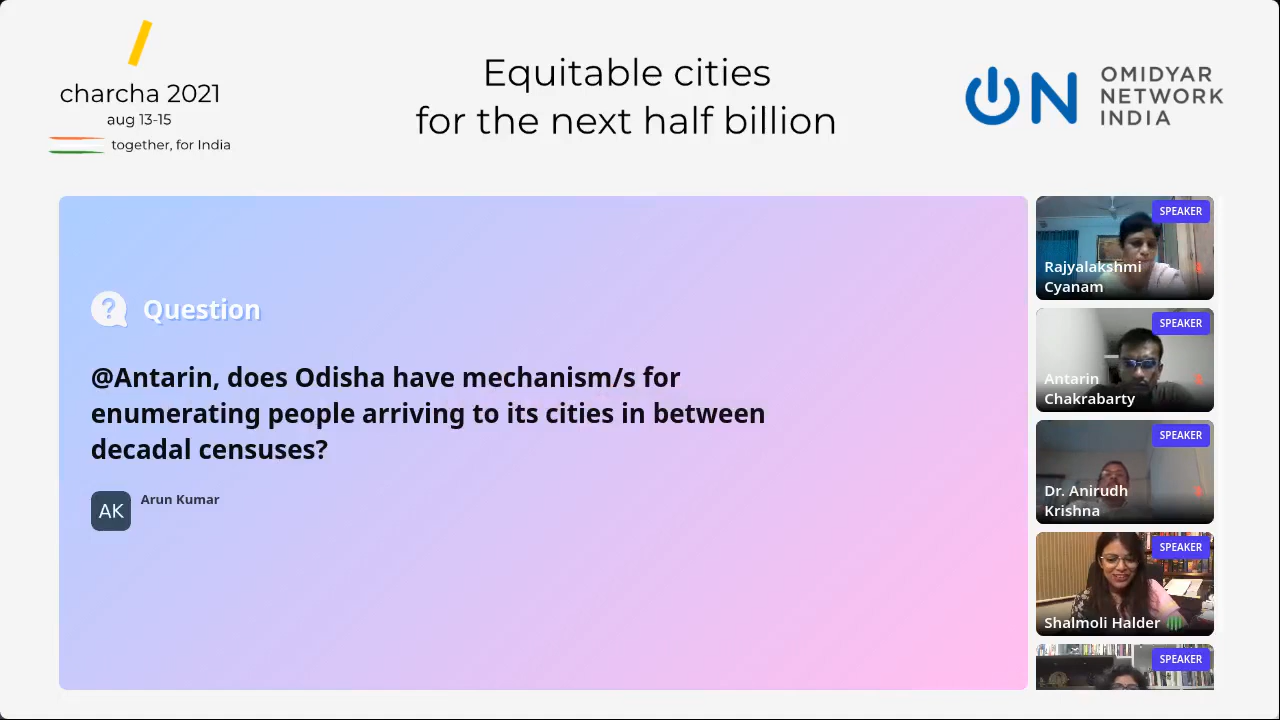 charcha 2021
aug 13-15
together, for India
Equitable cities
for the next half billion
ON
OMIDYAR
NETWORK
INDIA
? Question
@Antarin, does Odisha have mechanism/s for
enumerating people arriving to its cities in between
decadal censuses?
AK
Arun Kumar
SPEAKER
Rajyalakshmi
Cyanam
SPEAKER
Antarin
Chakrabarty
SPEAKER
Dr. Anirudh
Krishna
SPEAKER
Shalmoli Halder
SPEAKER